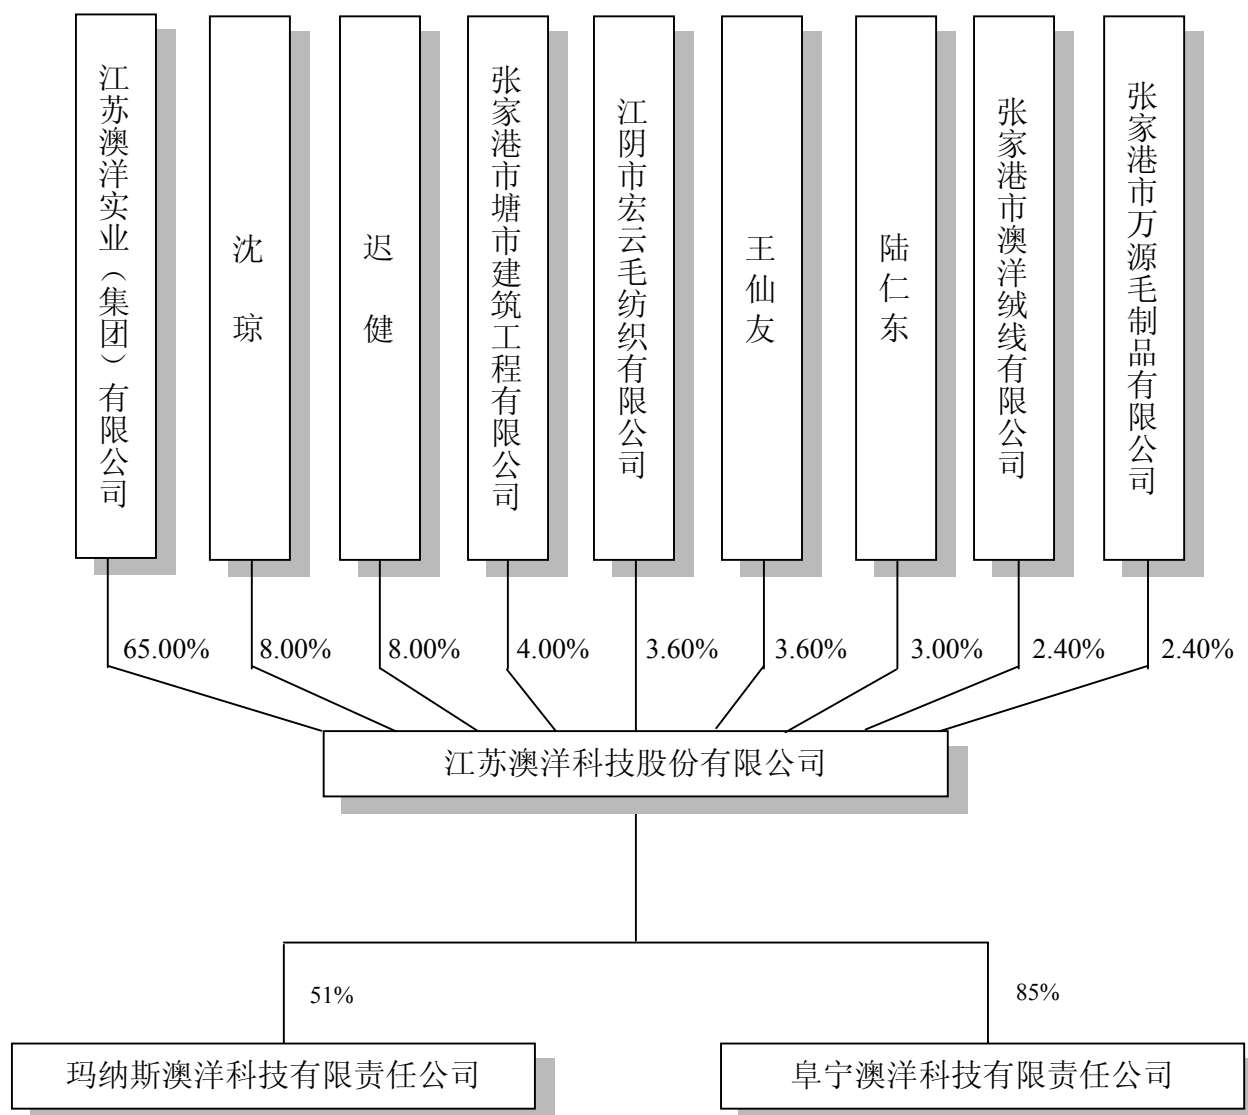 江苏澳洋实业（集团）有限公司
沈琼
迟健
张家港市塘市建筑工程有限公司
江阴市宏云毛纺织有限公司
王仙友
陆仁东
张家港市澳洋绒线有限公司
张家港市万源毛制品有限公司
65.00%
8.00%
8.00%
4.00%
3.60%
3.60%
3.00%
2.40%
2.40%
江苏澳洋科技股份有限公司
51%
85%
玛纳斯澳洋科技有限责任公司
阜宁澳洋科技有限责任公司